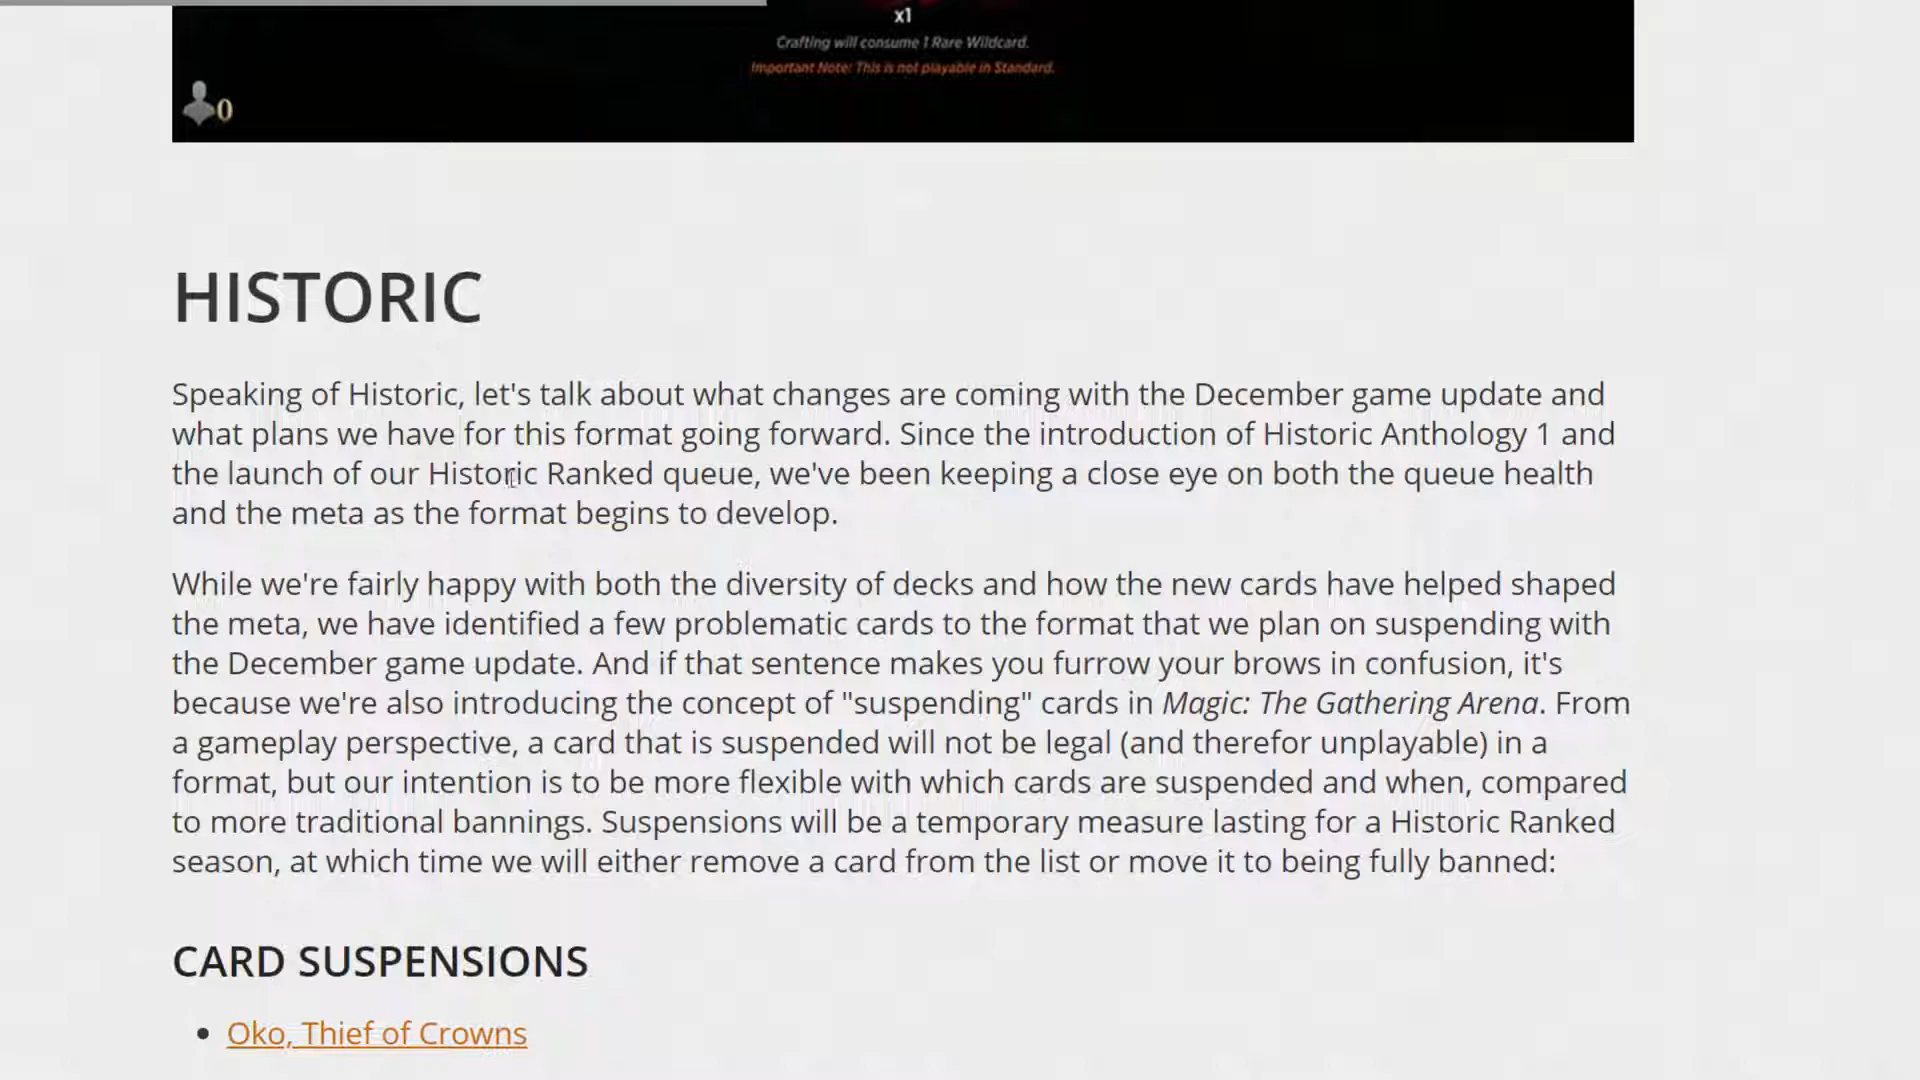 x1
Crafting will consume 1 Rare Wildcard.
Important Note: This is not playable in Standard.
0
HISTORIC
Speaking of Historic, let's talk about what changes are coming with the December game update and
what plans we have for this format going forward. Since the introduction of Historic Anthology 1 and
the launch of our Historic Ranked queue, we've been keeping a close eye on both the queue health
and the meta as the format begins to develop.
While we're fairly happy with both the diversity of decks and how the new cards have helped shaped
the meta, we have identified a few problematic cards to the format that we plan on suspending with
the December game update. And if that sentence makes you furrow your brows in confusion, it's
because we're also introducing the concept of "suspending" cards in Magic: The Gathering Arena. From
a gameplay perspective, a card that is suspended will not be legal (and therefor unplayable) in a
format, but our intention is to be more flexible with which cards are suspended and when, compared
to more traditional bannings. Suspensions will be a temporary measure lasting for a Historic Ranked
season, at which time we will either remove a card from the list or move it to being fully banned:
CARD SUSPENSIONS
• Oko, Thief of Crowns